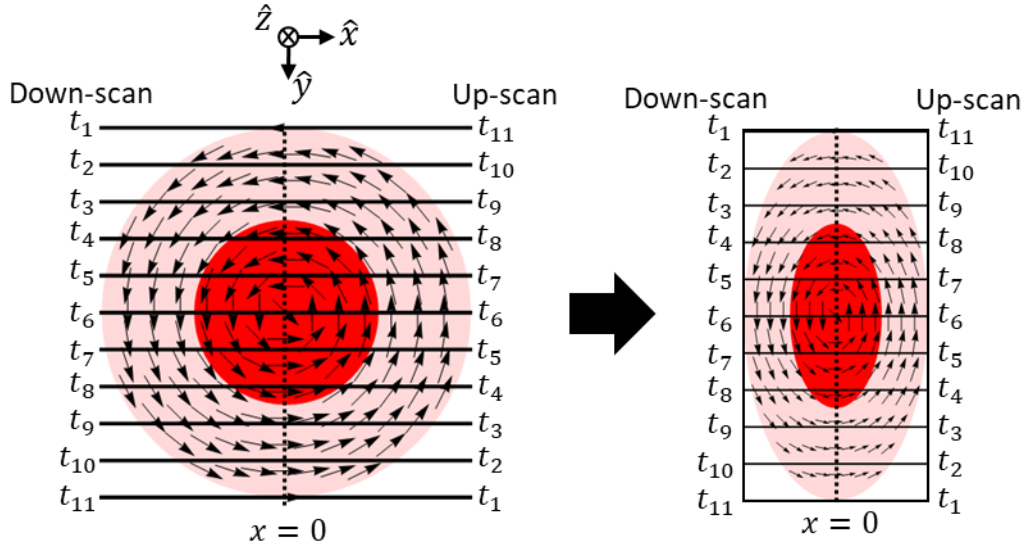 ẑ x̂
ŷ
Down-scan Up-scan
t₁ t₁₁
t₂ t₁₀
t₃ t₉
t₄ t₈
t₅ t₇
t₆ t₆
t₇ t₅
t₈ t₄
t₉ t₃
t₁₀ t₂
t₁₁ t₁
x = 0
Down-scan Up-scan
t₁ t₁₁
t₂ t₁₀
t₃ t₉
t₄ t₈
t₅ t₇
t₆ t₆
t₇ t₅
t₈ t₄
t₉ t₃
t₁₀ t₂
t₁₁ t₁
x = 0